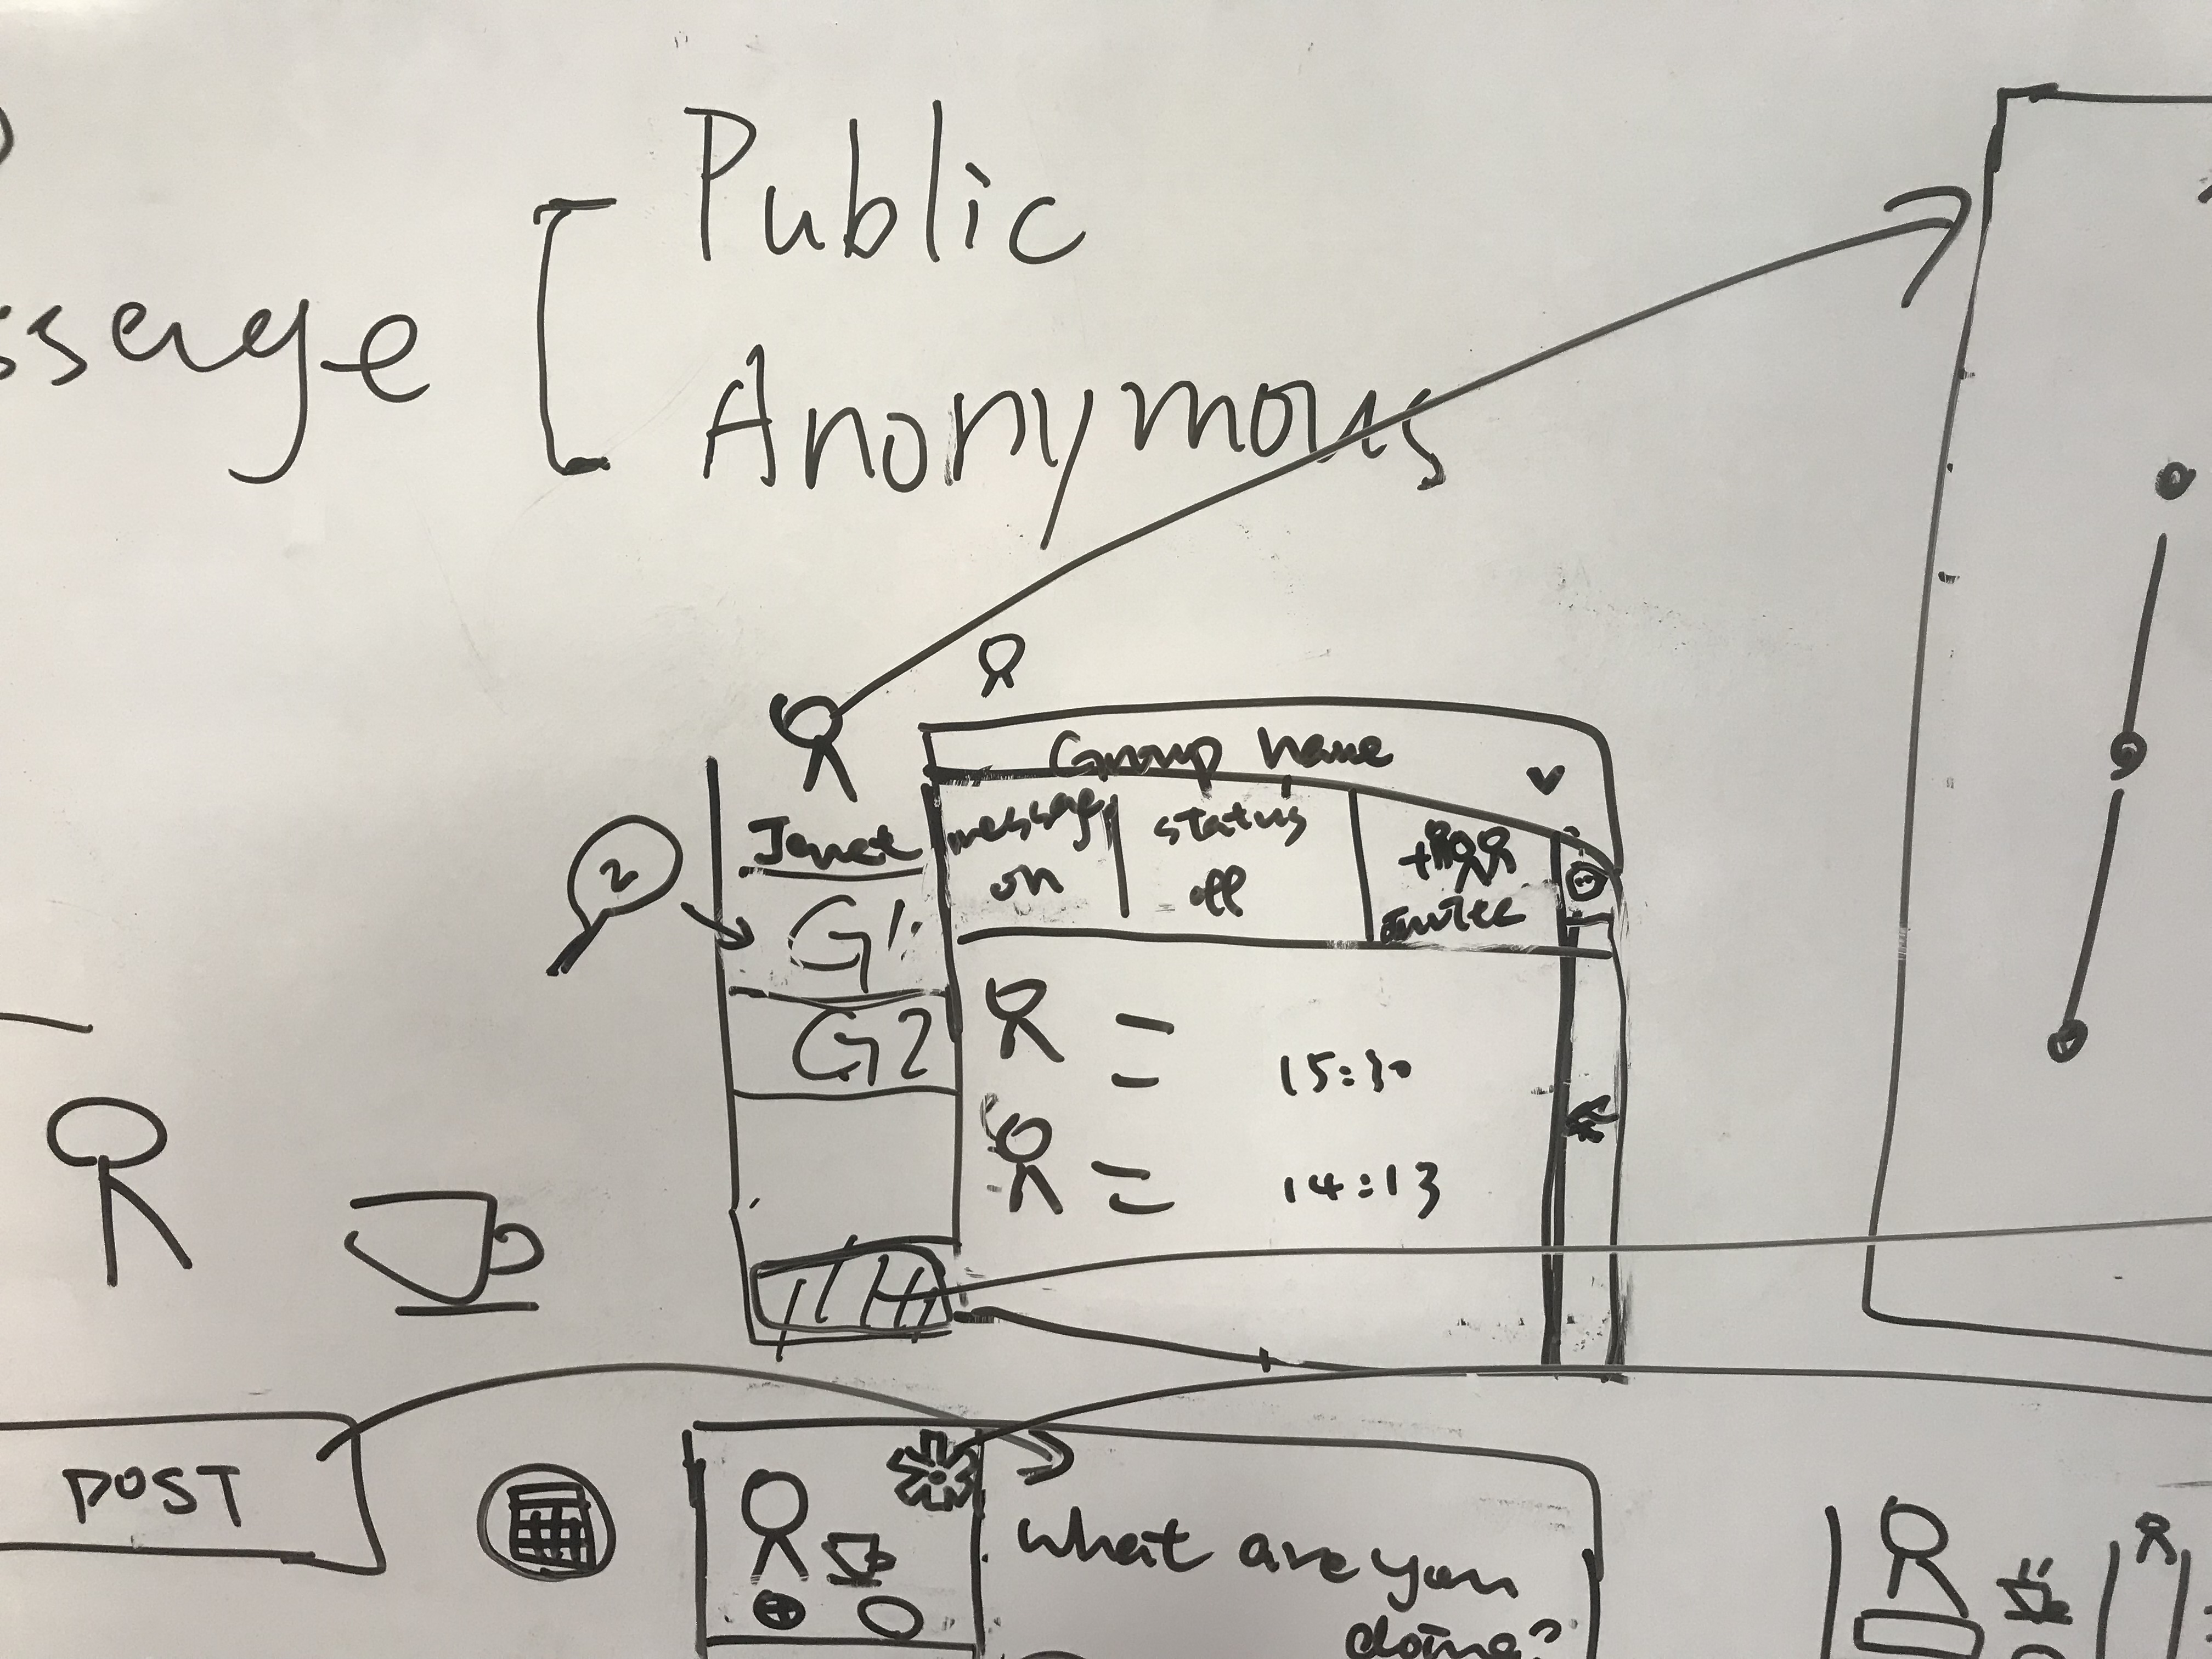 Public
ssage
Anonymous
Group name
Janet
message
on
status
off
+
invite
2
G1
G2
15:30
14:13
POST
what are you
doing?